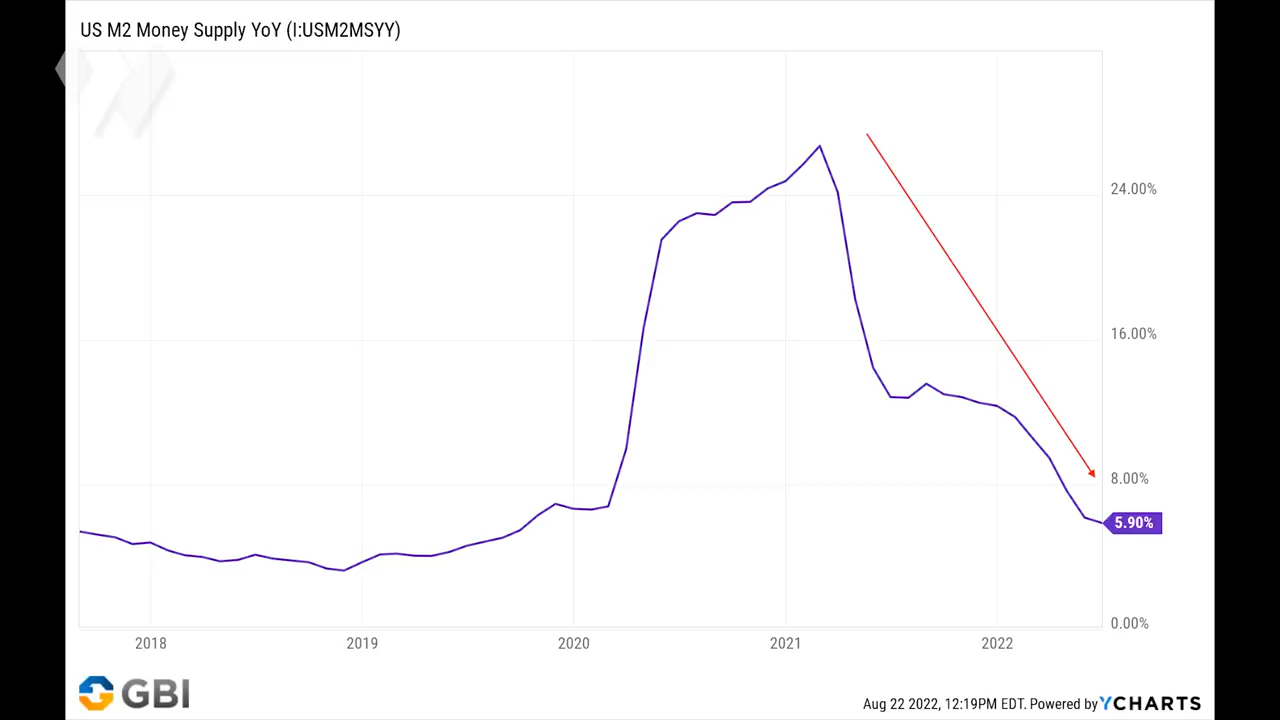 US M2 Money Supply YoY (I:USM2MSYY)
24.00%
16.00%
8.00%
5.90%
0.00%
2018 2019 2020 2021 2022
GBI
Aug 22 2022, 12:19PM EDT. Powered by YCHARTS